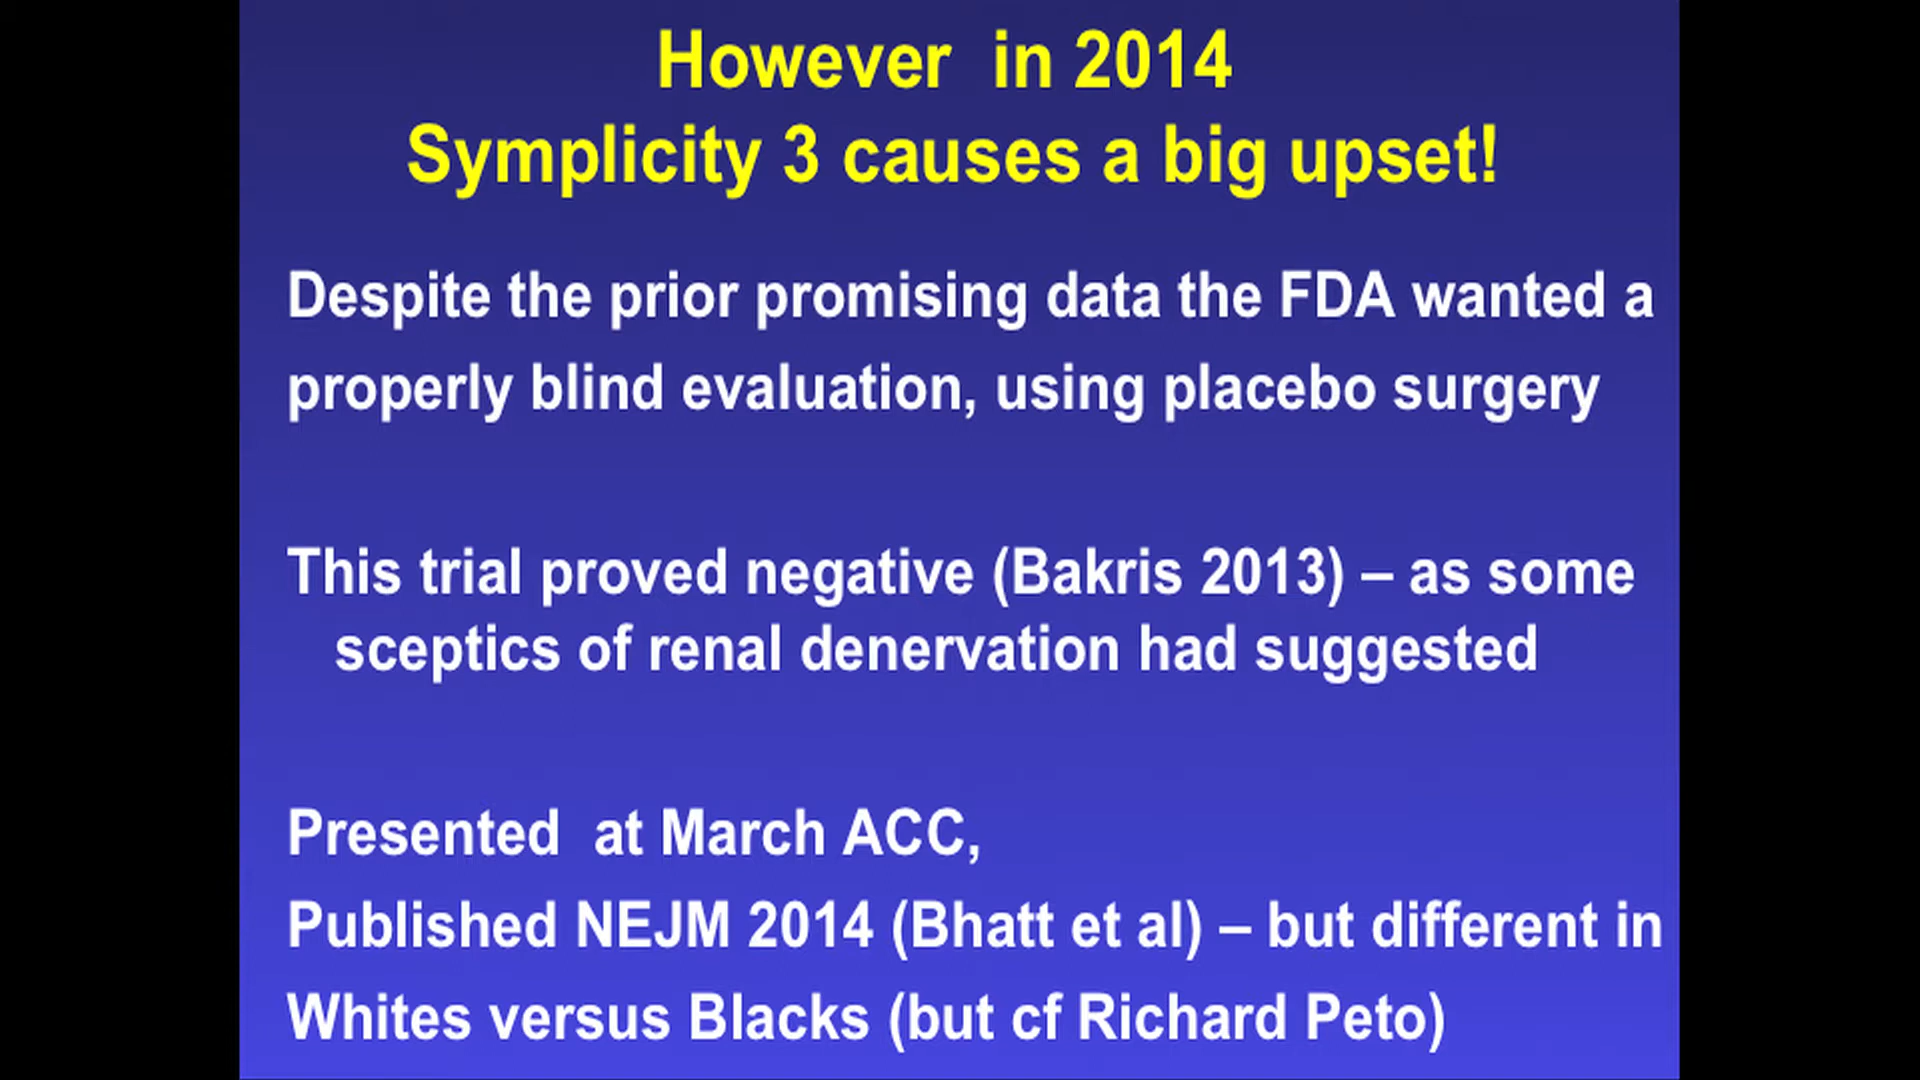 However  in 2014
Symplicity 3 causes a big upset!
Despite the prior promising data the FDA wanted a
properly blind evaluation, using placebo surgery
This trial proved negative (Bakris 2013) – as some
sceptics of renal denervation had suggested
Presented  at March ACC,
Published NEJM 2014 (Bhatt et al) – but different in
Whites versus Blacks (but cf Richard Peto)